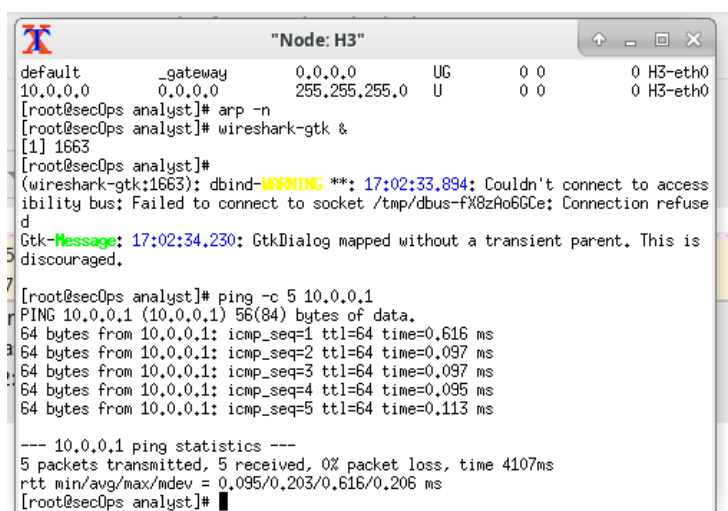 "Node: H3"
default _gateway 0.0.0.0 UG 0 0 0 H3-eth0
10.0.0.0 0.0.0.0 255.255.255.0 U 0 0 0 H3-eth0
[root@secOps analyst]# arp -n
[root@secOps analyst]# wireshark-gtk &
[1] 1663
[root@secOps analyst]#
(wireshark-gtk:1663): dbind-WARNING **: 17:02:33.894: Couldn't connect to access
ibility bus: Failed to connect to socket /tmp/dbus-fX8zAo6GCe: Connection refuse
d
Gtk-Message: 17:02:34.230: GtkDialog mapped without a transient parent. This is
discouraged.
[root@secOps analyst]# ping -c 5 10.0.0.1
PING 10.0.0.1 (10.0.0.1) 56(84) bytes of data.
64 bytes from 10.0.0.1: icmp_seq=1 ttl=64 time=0.616 ms
64 bytes from 10.0.0.1: icmp_seq=2 ttl=64 time=0.097 ms
64 bytes from 10.0.0.1: icmp_seq=3 ttl=64 time=0.097 ms
64 bytes from 10.0.0.1: icmp_seq=4 ttl=64 time=0.095 ms
64 bytes from 10.0.0.1: icmp_seq=5 ttl=64 time=0.113 ms
--- 10.0.0.1 ping statistics ---
5 packets transmitted, 5 received, 0% packet loss, time 4107ms
rtt min/avg/max/mdev = 0.095/0.203/0.616/0.206 ms
[root@secOps analyst]#